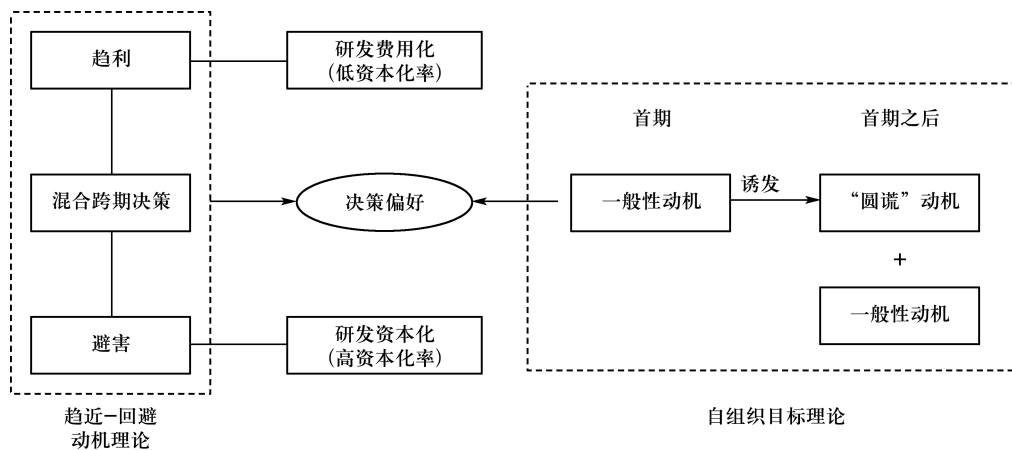 趋利
研发费用化
(低资本化率)
混合跨期决策
决策偏好
避害
研发资本化
(高资本化率)
趋近-回避
动机理论
首期
首期之后
一般性动机
诱发
“圆谎”动机
+
一般性动机
自组织目标理论